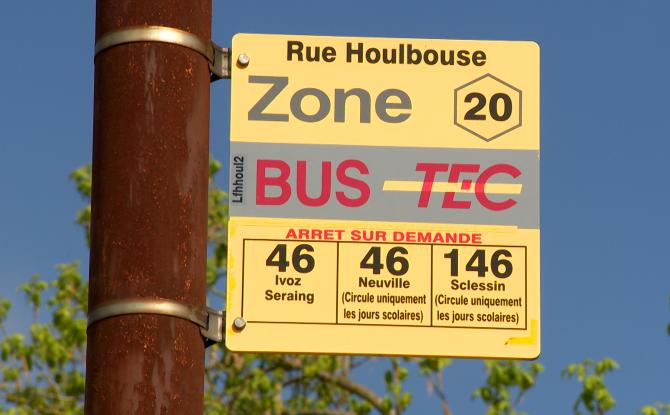 Rue Houlbouse
Zone 20
Lfhhoul2
BUS TEC
ARRET SUR DEMANDE
46
Ivoz
Seraing
46
Neuville
(Circule uniquement
les jours scolaires)
146
Sclessin
(Circule uniquement
les jours scolaires)